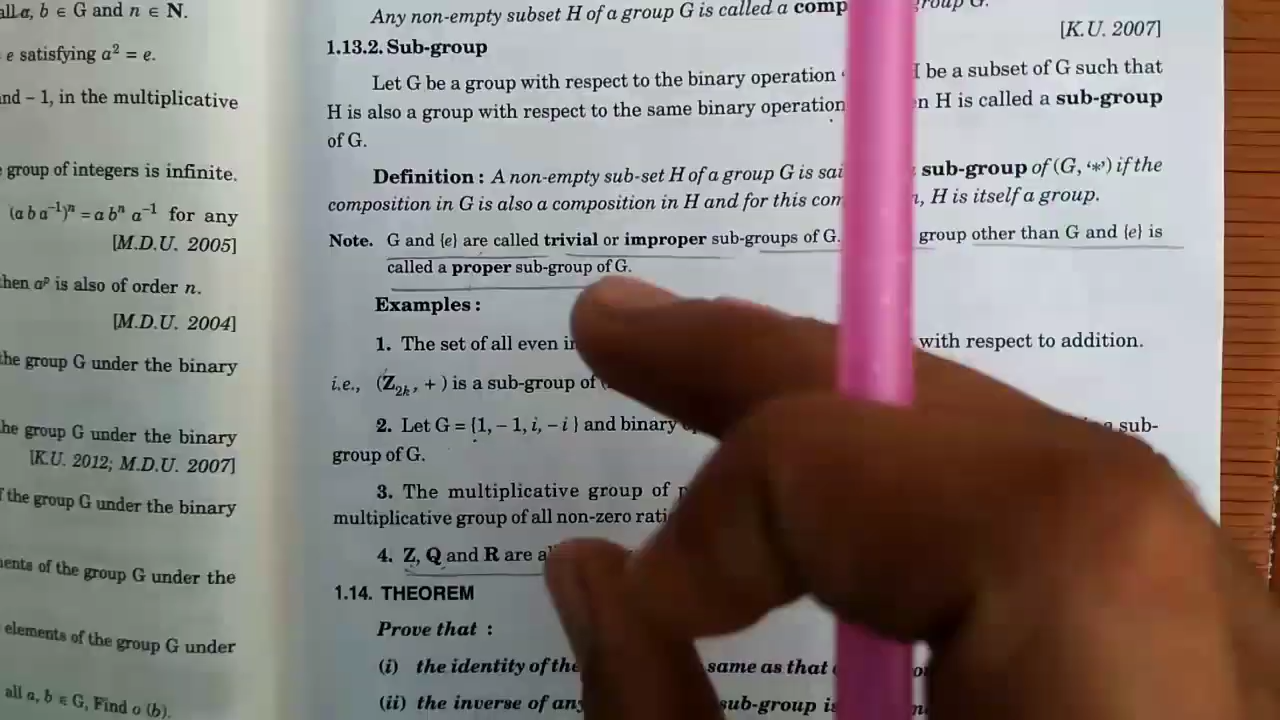 all a, b ∈ G and n ∈ N.
e satisfying a² = e.
nd – 1, in the multiplicative
group of integers is infinite.
(a b a⁻¹)ⁿ = a bⁿ a⁻¹ for any
[M.D.U. 2005]
hen aᵖ is also of order n.
[M.D.U. 2004]
the group G under the binary
he group G under the binary
[K.U. 2012; M.D.U. 2007]
f the group G under the binary
ments of the group G under the
elements of the group G under
all a, b ∈ G, Find o (b).
Any non-empty subset H of a group G is called a comp group G.
[K.U. 2007]
1.13.2. Sub-group
Let G be a group with respect to the binary operation ‘ H be a subset of G such that
H is also a group with respect to the same binary operation n H is called a sub-group
of G.
Definition : A non-empty sub-set H of a group G is sai sub-group of (G, ‘*’) if the
composition in G is also a composition in H and for this com n, H is itself a group.
Note. G and {e} are called trivial or improper sub-groups of G. group other than G and {e} is
called a proper sub-group of G.
Examples :
1. The set of all even in with respect to addition.
i.e., (Z₂ₖ, + ) is a sub-group of (
2. Let G = {1, – 1, i, – i } and binary a sub-
group of G.
3. The multiplicative group of p
multiplicative group of all non-zero rati
4. Z, Q and R are al
1.14. THEOREM
Prove that :
(i) the identity of the same as that o
(ii) the inverse of any sub-group is